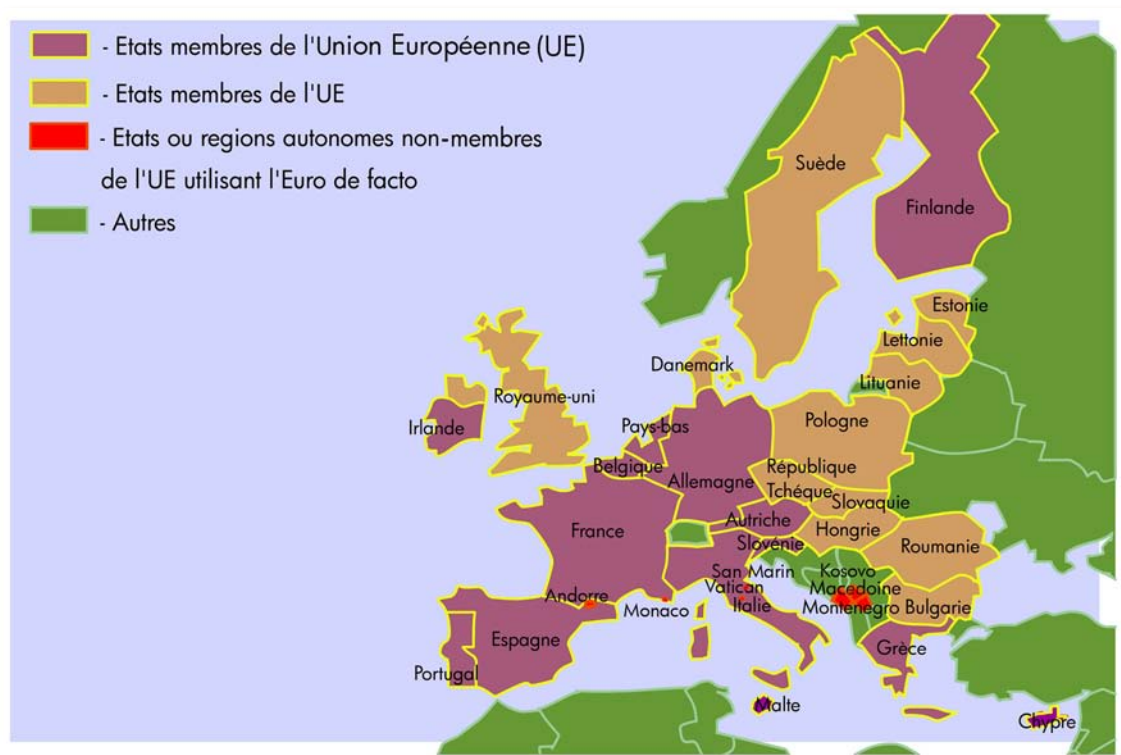 - Etats membres de l'Union Européenne (UE)
- Etats membres de l'UE
- Etats ou regions autonomes non-membres
de l'UE utilisant l'Euro de facto
- Autres
Suède
Finlande
Estonie
Lettonie
Danemark
Lituanie
Royaume-uni
Irlande
Pays-bas
Pologne
Belgique
République
Tchéque
Allemagne
Slovaquie
Autriche
Hongrie
France
Slovénie
Roumanie
San Marin
Kosovo
Vatican
Macedoine
Andorre
Monaco
Italie
Montenegro
Bulgarie
Espagne
Grèce
Portugal
Malte
Chypre